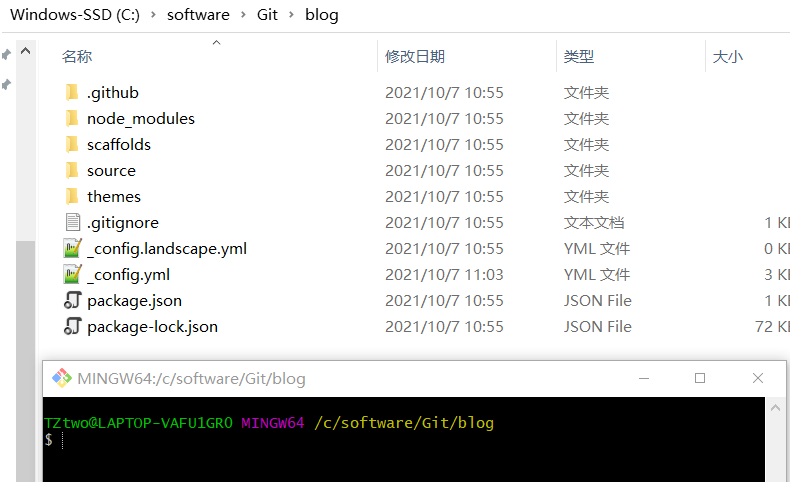 Windows-SSD (C:) > software > Git > blog
名称 修改日期 类型 大小
.github 2021/10/7 10:55 文件夹
node_modules 2021/10/7 10:55 文件夹
scaffolds 2021/10/7 10:55 文件夹
source 2021/10/7 10:55 文件夹
themes 2021/10/7 10:55 文件夹
.gitignore 2021/10/7 10:55 文本文档 1 K
_config.landscape.yml 2021/10/7 10:55 YML 文件 0 K
_config.yml 2021/10/7 11:03 YML 文件 3 K
package.json 2021/10/7 10:55 JSON File 1 K
package-lock.json 2021/10/7 10:55 JSON File 72 K
MINGW64:/c/software/Git/blog
TZtwo@LAPTOP-VAFU1GRO MINGW64 /c/software/Git/blog
$